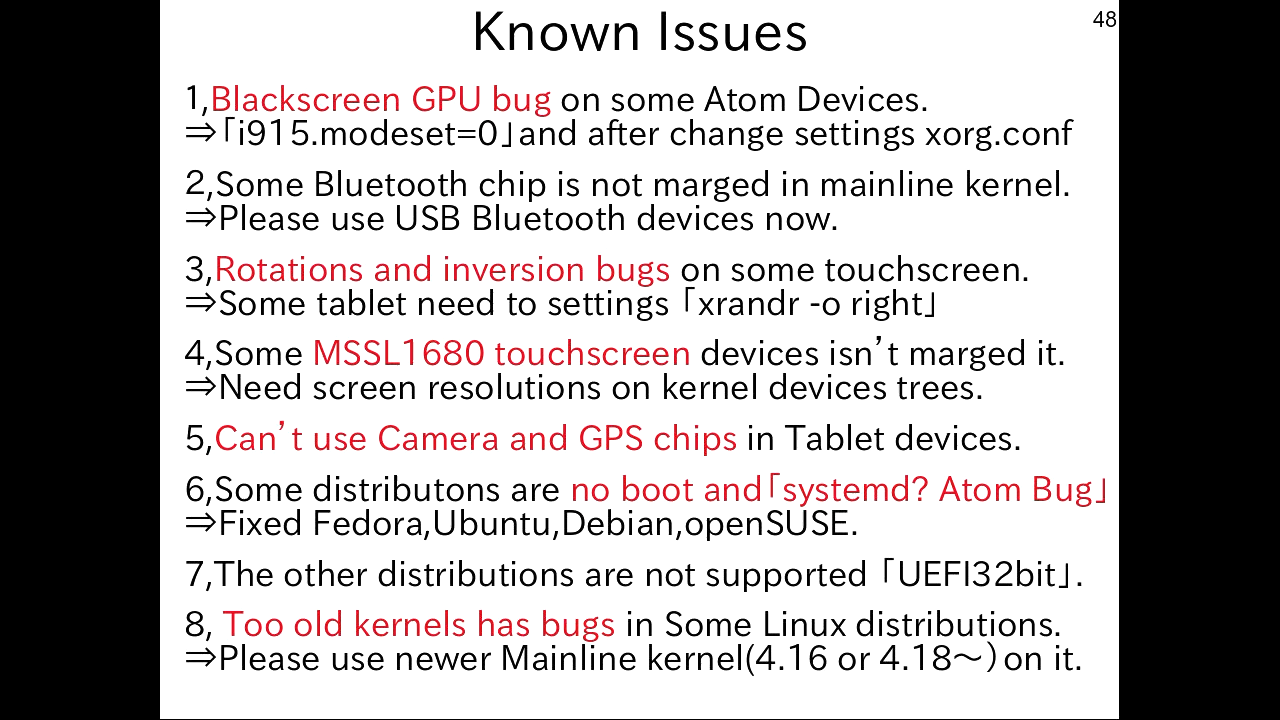 Known Issues
48
1,Blackscreen GPU bug on some Atom Devices.
⇒「i915.modeset=0」and after change settings xorg.conf
2,Some Bluetooth chip is not marged in mainline kernel.
⇒Please use USB Bluetooth devices now.
3,Rotations and inversion bugs on some touchscreen.
⇒Some tablet need to settings 「xrandr -o right」
4,Some MSSL1680 touchscreen devices isn’t marged it.
⇒Need screen resolutions on kernel devices trees.
5,Can’t use Camera and GPS chips in Tablet devices.
6,Some distributons are no boot and「systemd? Atom Bug」
⇒Fixed Fedora,Ubuntu,Debian,openSUSE.
7,The other distributions are not supported 「UEFI32bit」.
8, Too old kernels has bugs in Some Linux distributions.
⇒Please use newer Mainline kernel(4.16 or 4.18～)on it.